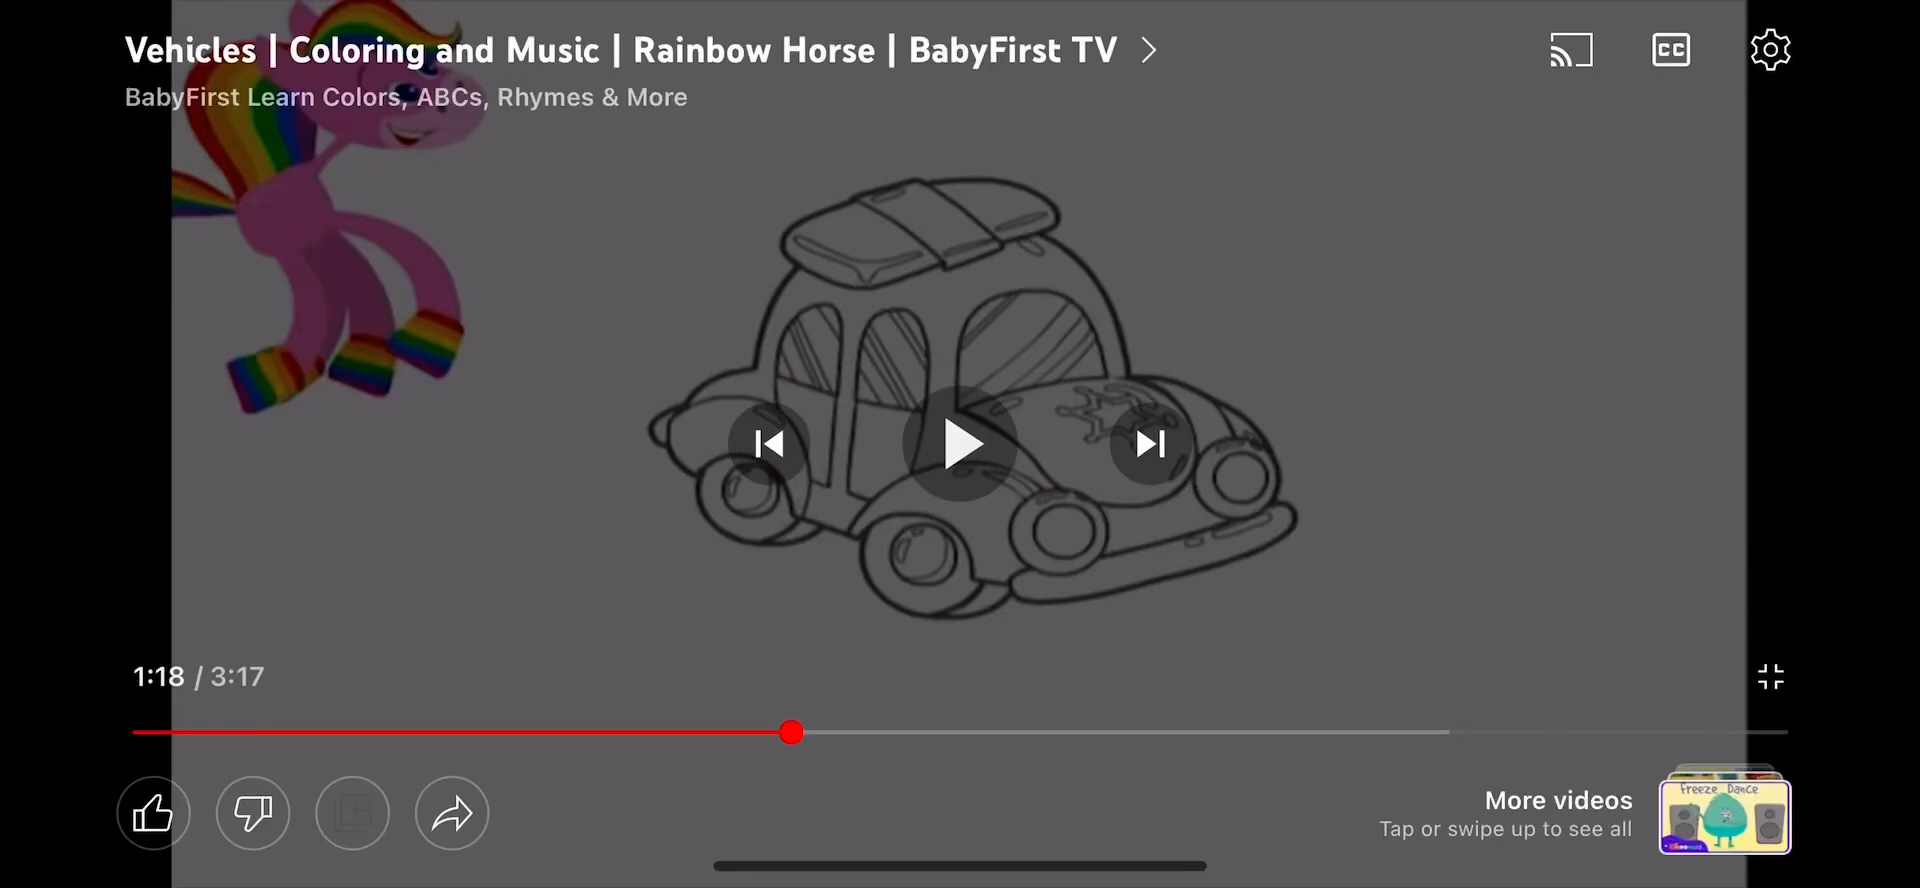 Vehicles | Coloring and Music | Rainbow Horse | BabyFirst TV
BabyFirst Learn Colors, ABCs, Rhymes & More
CC
1:18 / 3:17
More videos
Tap or swipe up to see all
Freeze Dance